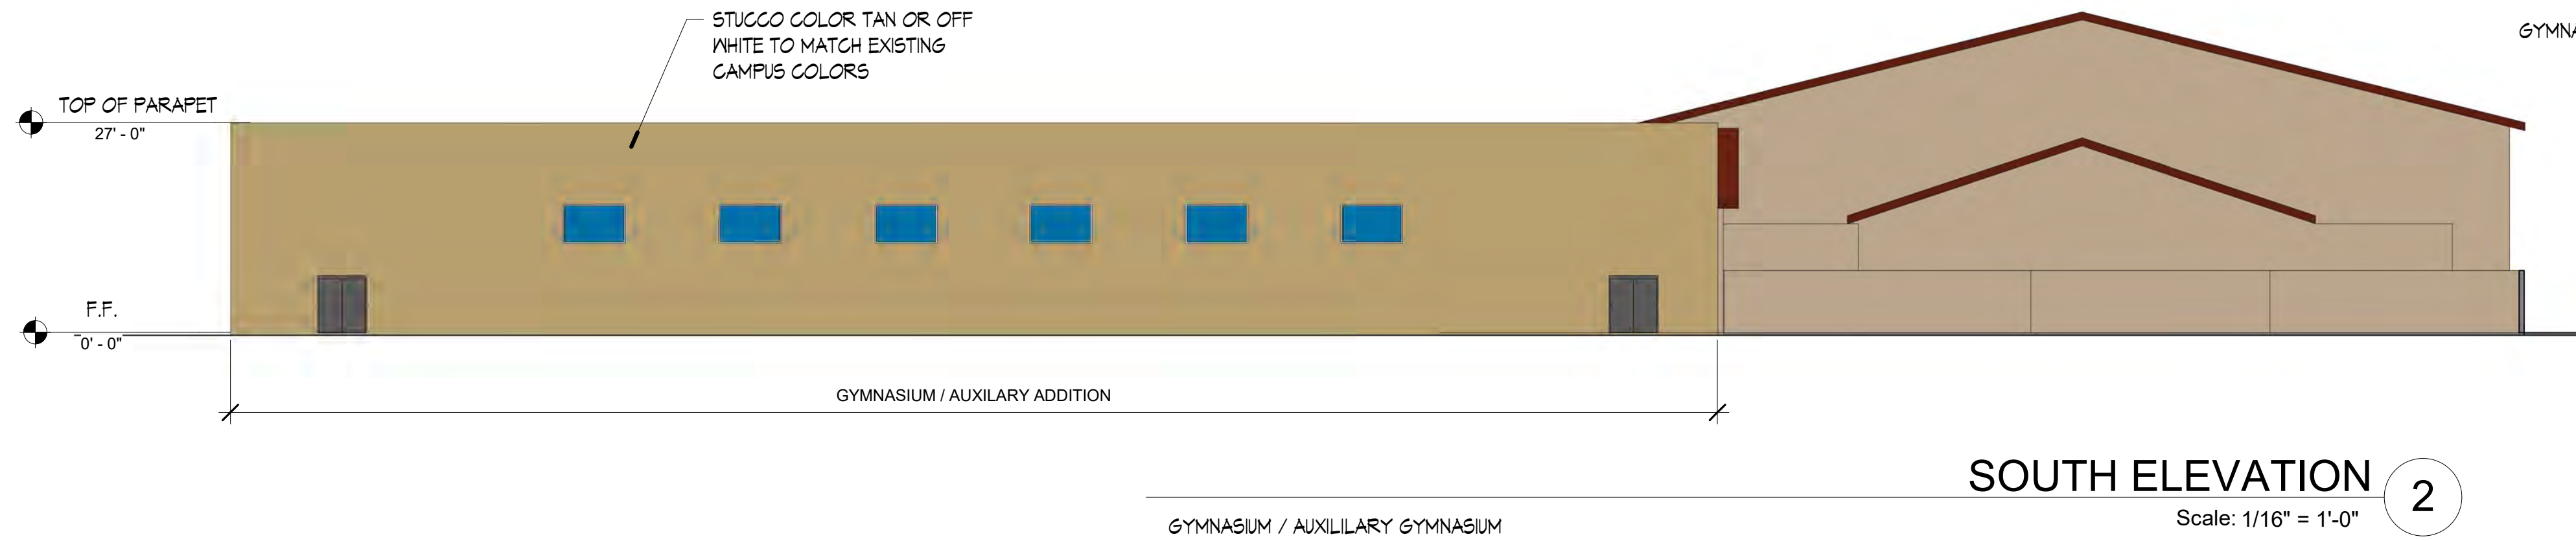 STUCCO COLOR TAN OR OFF
WHITE TO MATCH EXISTING
CAMPUS COLORS
GYMNA
TOP OF PARAPET
27' - 0"
F.F.
0' - 0"
GYMNASIUM / AUXILARY ADDITION
SOUTH ELEVATION
2
Scale: 1/16" = 1'-0"
GYMNASIUM / AUXILILARY GYMNASIUM